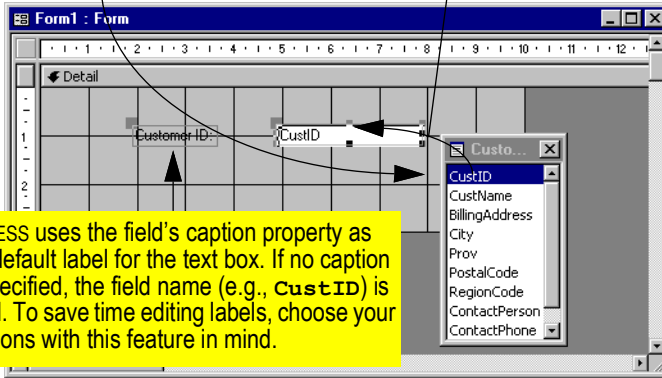 Form1 : Form
1 2 3 4 5 6 7 8 9 10 11 12
Detail
1
Customer ID:
CustID
Custo...
CustID
CustName
BillingAddress
City
Prov
PostalCode
RegionCode
ContactPerson
ContactPhone
2
ESS uses the field's caption property as
default label for the text box. If no caption
ecified, the field name (e.g., CustID) is
. To save time editing labels, choose your
ons with this feature in mind.